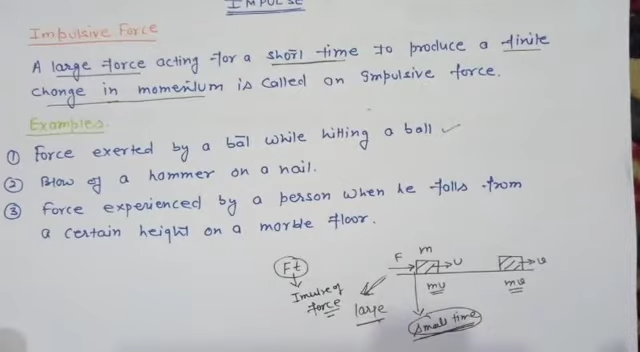 IMPULSE
Impulsive Force
A large force acting for a short time to produce a finite
change in momentum is called an Impulsive force.
Examples.
① Force exerted by a bat while hitting a ball ✓
② Blow of a hammer on a nail.
③ Force experienced by a person when he falls from
a certain height on a marble floor.
Ft
Imulse of
force
large
F m u
mu
small time
v
mv